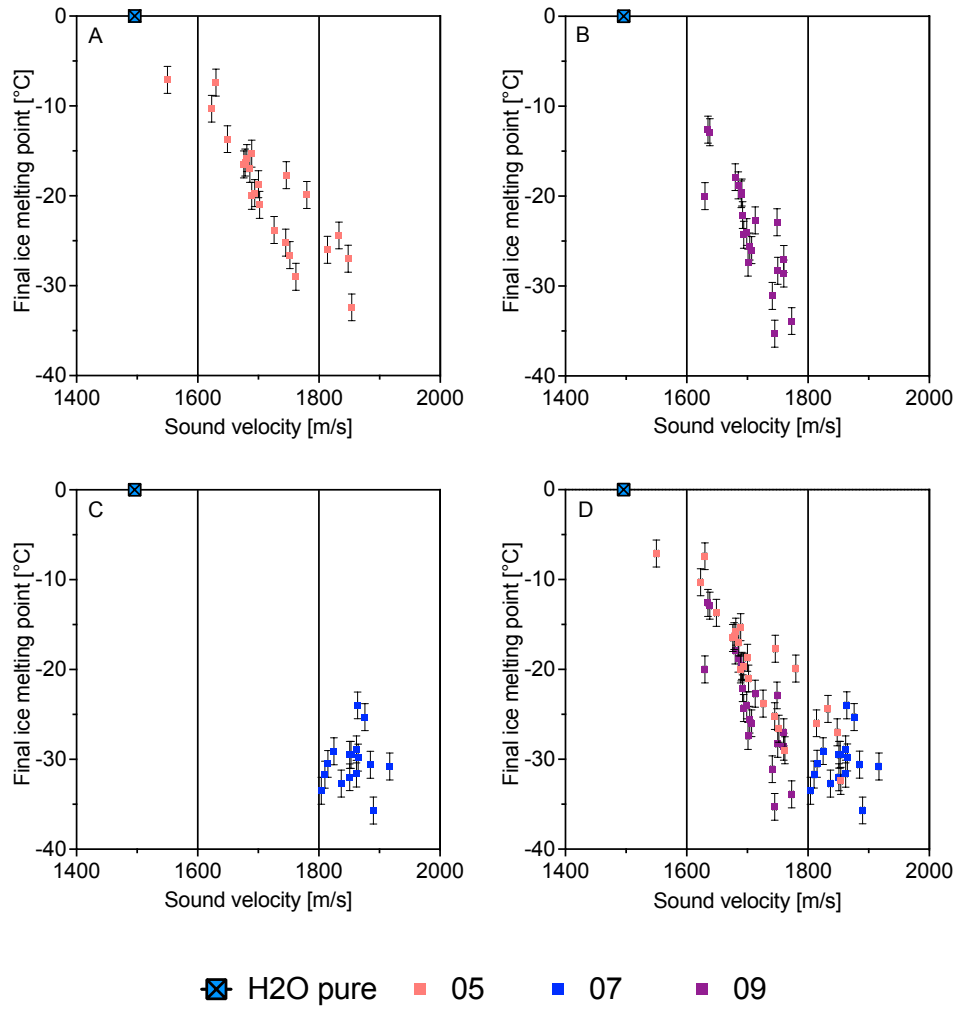 A
B
Final ice melting point [°C]
Final ice melting point [°C]
0
-10
-20
-30
-40
0
-10
-20
-30
-40
1400 1600 1800 2000
1400 1600 1800 2000
Sound velocity [m/s]
Sound velocity [m/s]
C
D
Final ice melting point [°C]
Final ice melting point [°C]
0
-10
-20
-30
-40
0
-10
-20
-30
-40
1400 1600 1800 2000
1400 1600 1800 2000
Sound velocity [m/s]
Sound velocity [m/s]
H2O pure 05 07 09